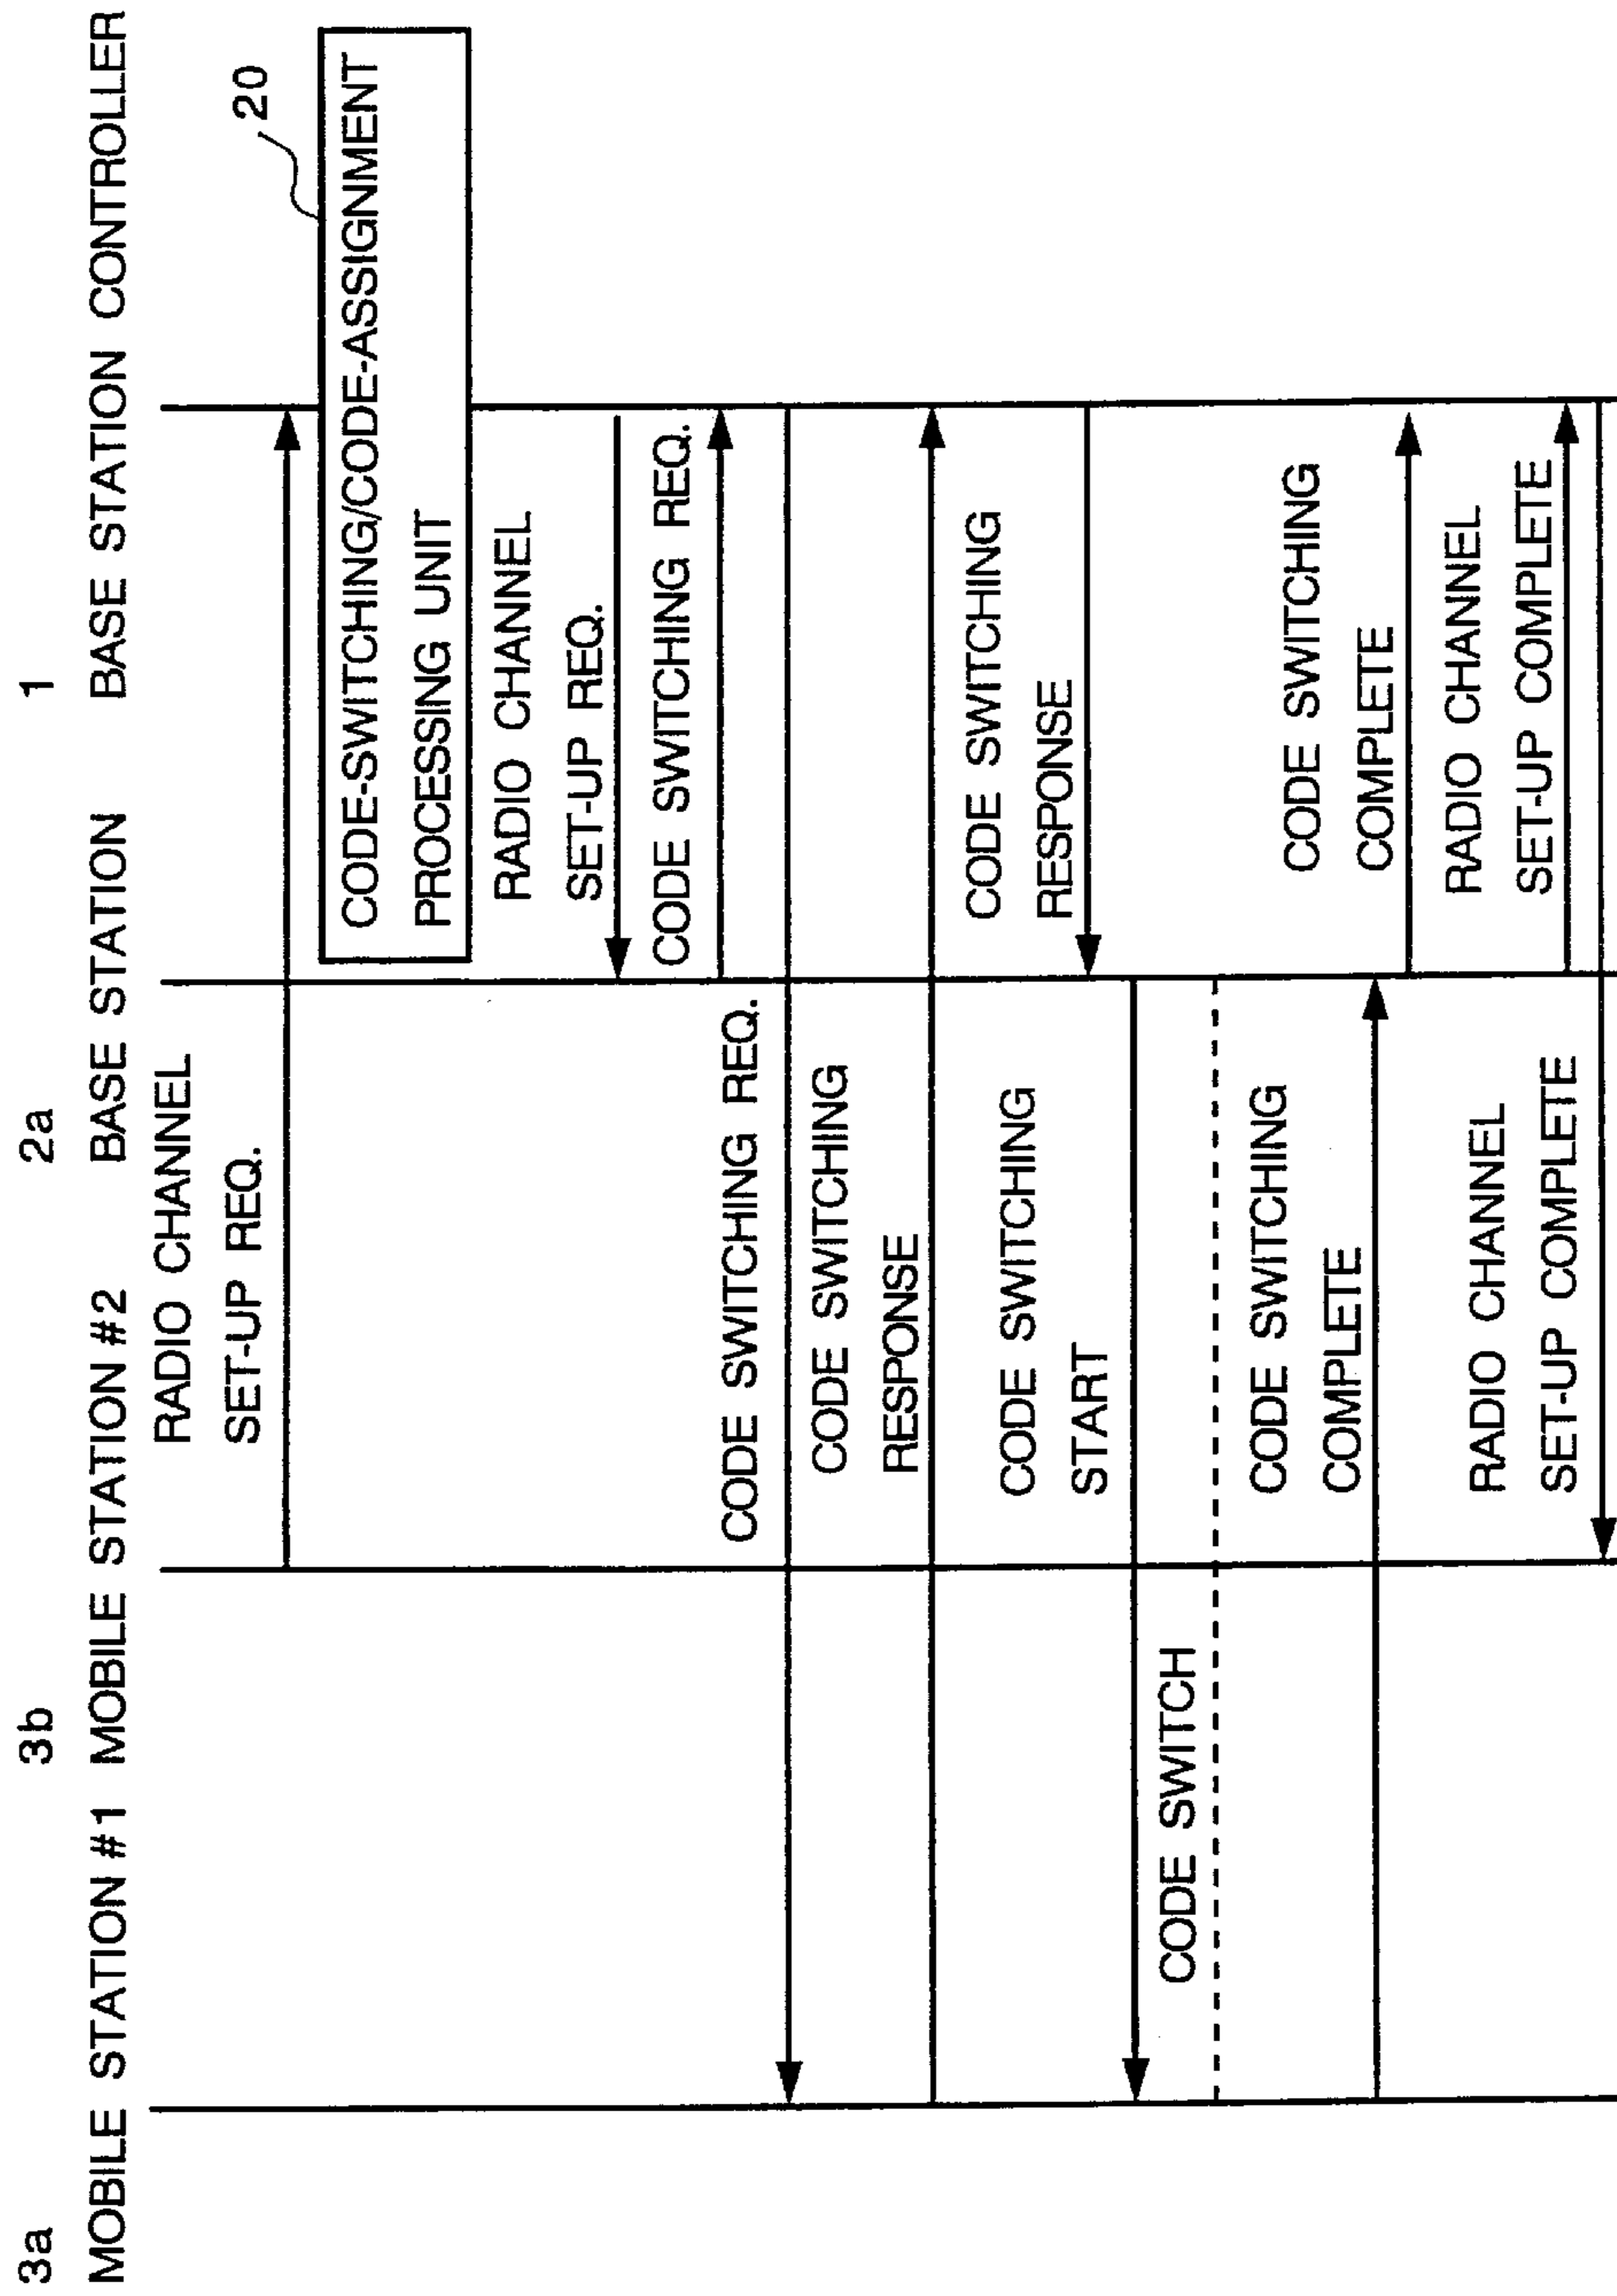 3a
3b
2a
1
MOBILE STATION #1
MOBILE STATION #2
BASE STATION
BASE STATION CONTROLLER
RADIO CHANNEL
SET-UP REQ.
20
CODE-SWITCHING/CODE-ASSIGNMENT
PROCESSING UNIT
RADIO CHANNEL
SET-UP REQ.
CODE SWITCHING REQ.
CODE SWITCHING REQ.
CODE SWITCHING
RESPONSE
CODE SWITCHING
RESPONSE
CODE SWITCHING
START
CODE SWITCH
CODE SWITCHING
COMPLETE
CODE SWITCHING
COMPLETE
RADIO CHANNEL
SET-UP COMPLETE
RADIO CHANNEL
SET-UP COMPLETE